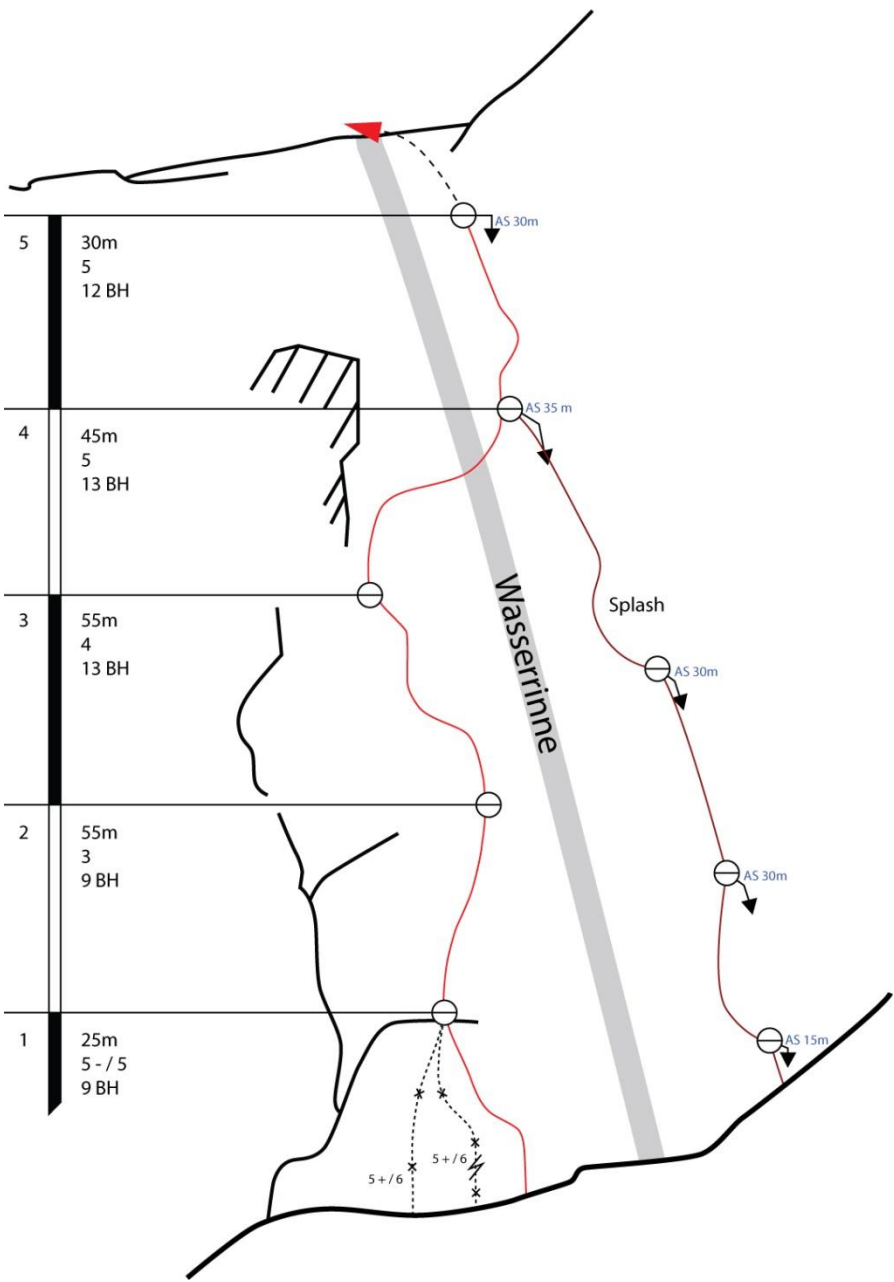 AS 30m
5
30m
5
12 BH
AS 35 m
4
45m
5
13 BH
Wasserrinne
Splash
3
55m
4
13 BH
AS 30m
2
55m
3
9 BH
AS 30m
1
25m
5 - / 5
9 BH
AS 15m
5 + / 6
5 + / 6